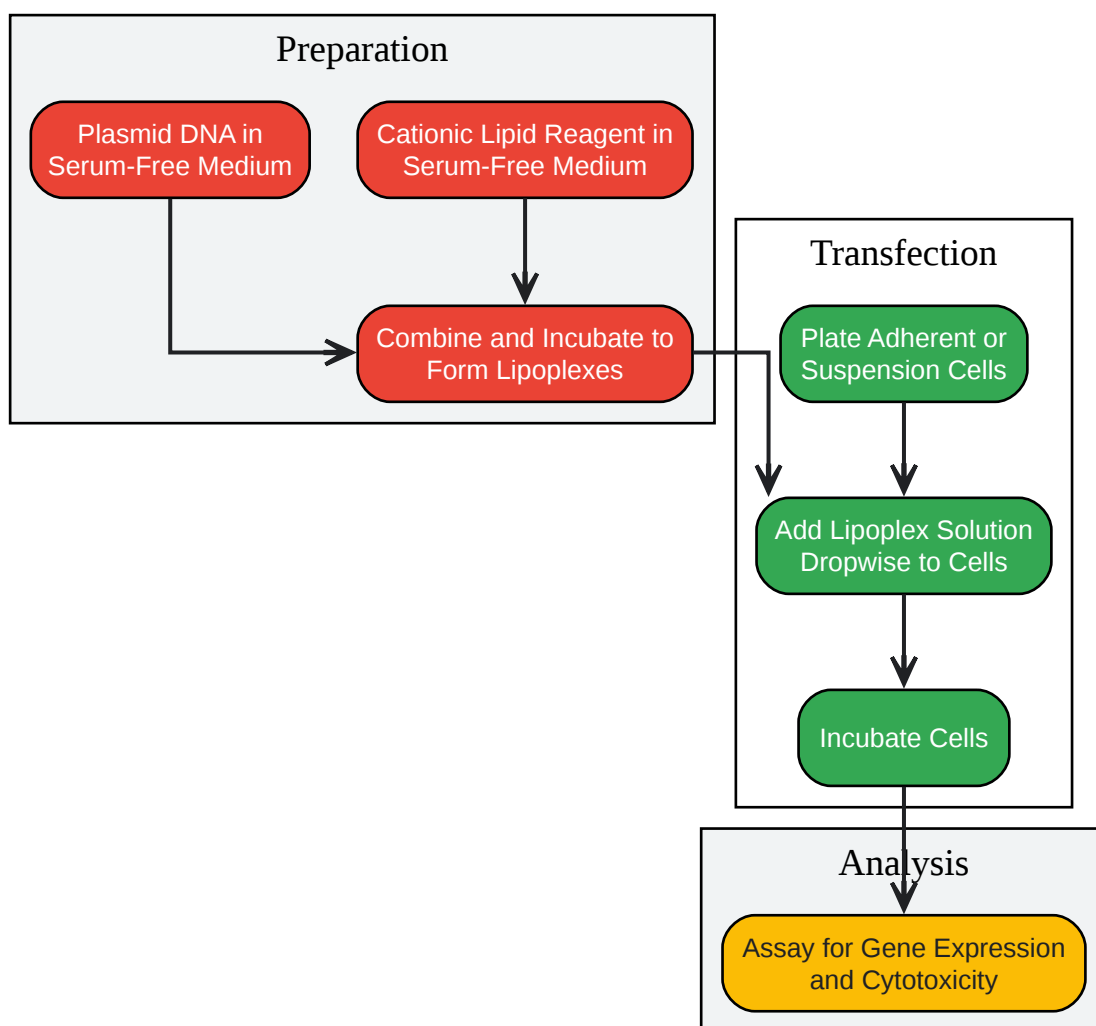 Preparation
Plasmid DNA in
Serum-Free Medium
Cationic Lipid Reagent in
Serum-Free Medium
Combine and Incubate to
Form Lipoplexes
Transfection
Plate Adherent or
Suspension Cells
Add Lipoplex Solution
Dropwise to Cells
Incubate Cells
Analysis
Assay for Gene Expression
and Cytotoxicity